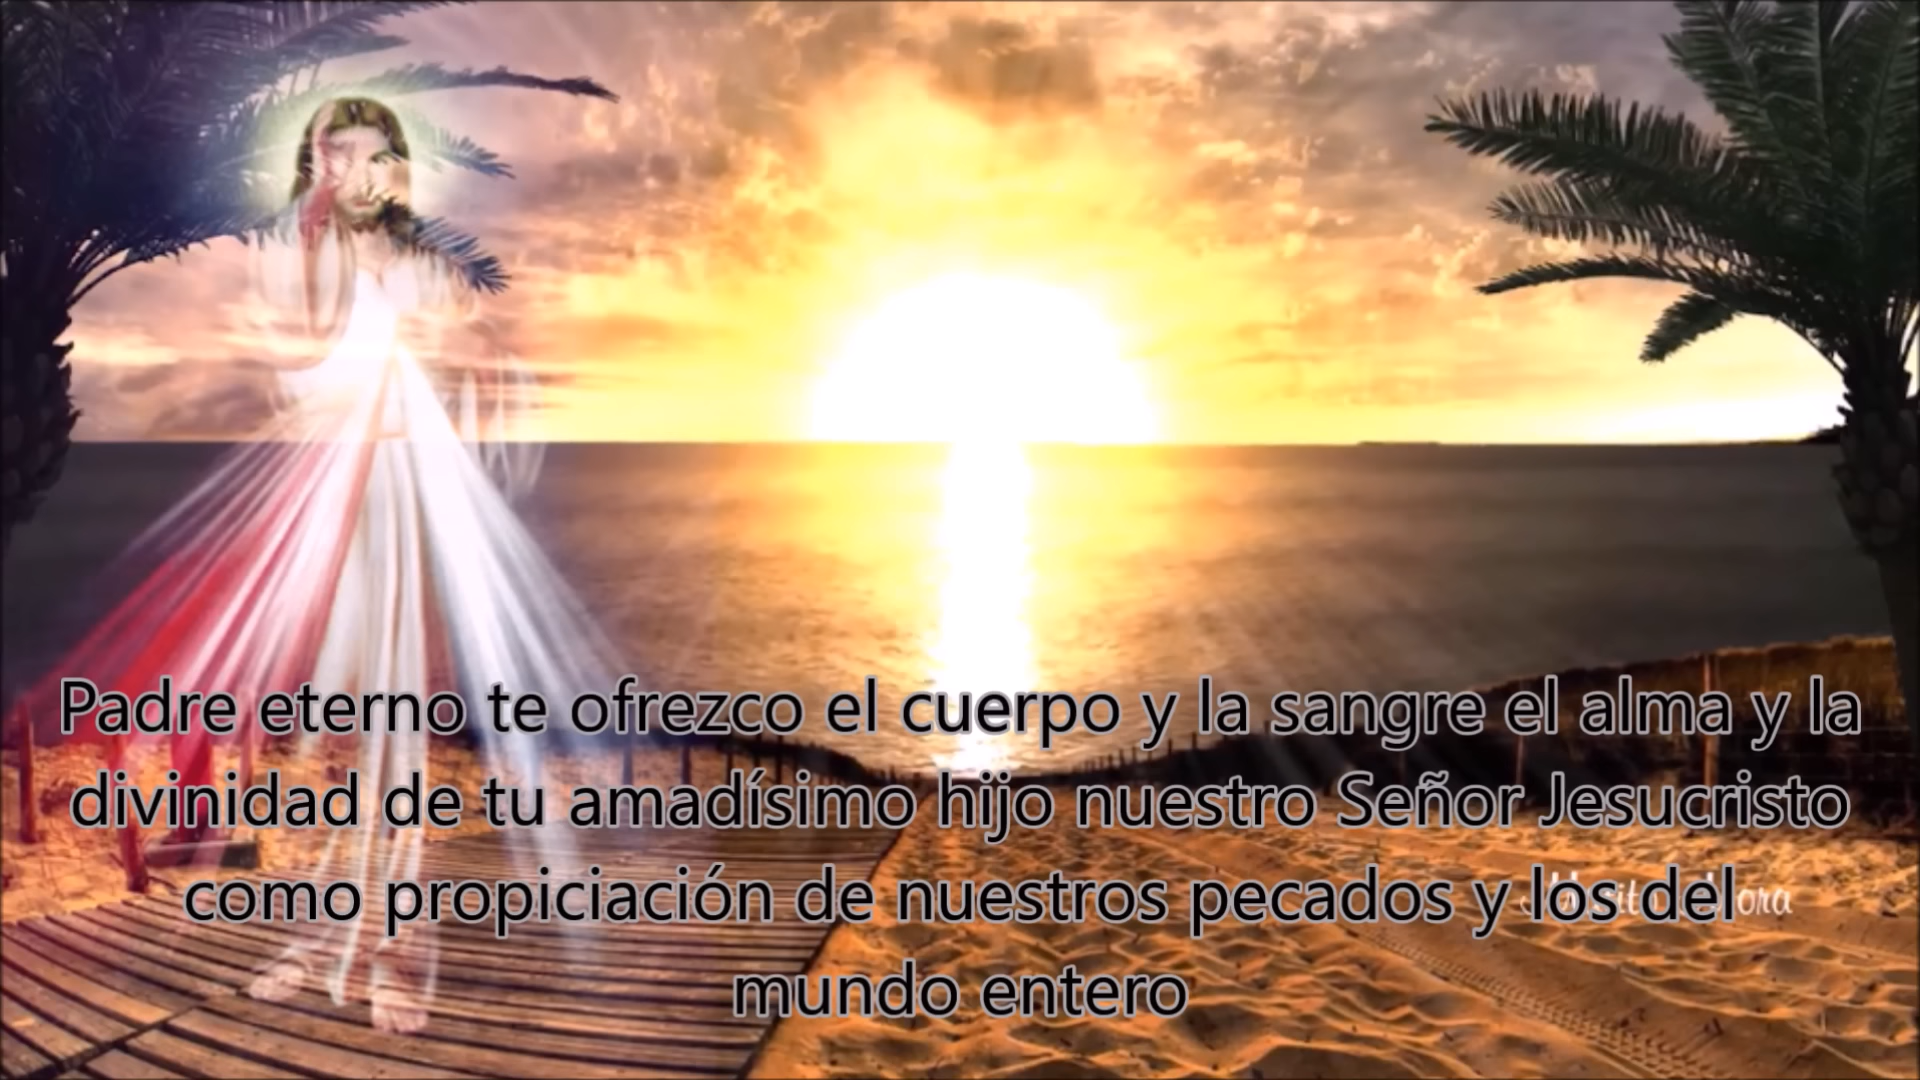 Padre eterno te ofrezco el cuerpo y la sangre el alma y la
divinidad de tu amadísimo hijo nuestro Señor Jesucristo
como propiciación de nuestros pecados y los del
mundo entero